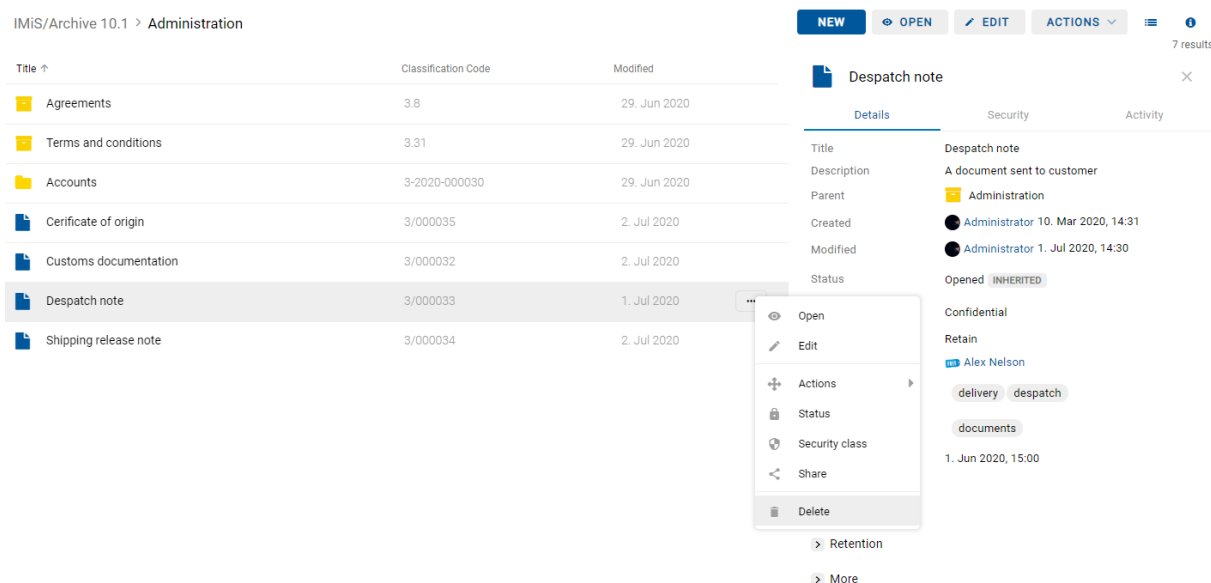 IMiS/Archive 10.1 > Administration
NEW OPEN EDIT ACTIONS
7 results
Title ↑ Classification Code Modified
Agreements 3.8 29. Jun 2020
Terms and conditions 3.31 29. Jun 2020
Accounts 3-2020-000030 29. Jun 2020
Cerificate of origin 3/000035 2. Jul 2020
Customs documentation 3/000032 2. Jul 2020
Despatch note 3/000033 1. Jul 2020 ...
Shipping release note 3/000034 2. Jul 2020
Open
Edit
Actions
Status
Security class
Share
Delete
Despatch note
Details Security Activity
Title Despatch note
Description A document sent to customer
Parent Administration
Created Administrator 10. Mar 2020, 14:31
Modified Administrator 1. Jul 2020, 14:30
Status Opened INHERITED
Confidential
Retain
Alex Nelson
delivery despatch
documents
1. Jun 2020, 15:00
> Retention
> More